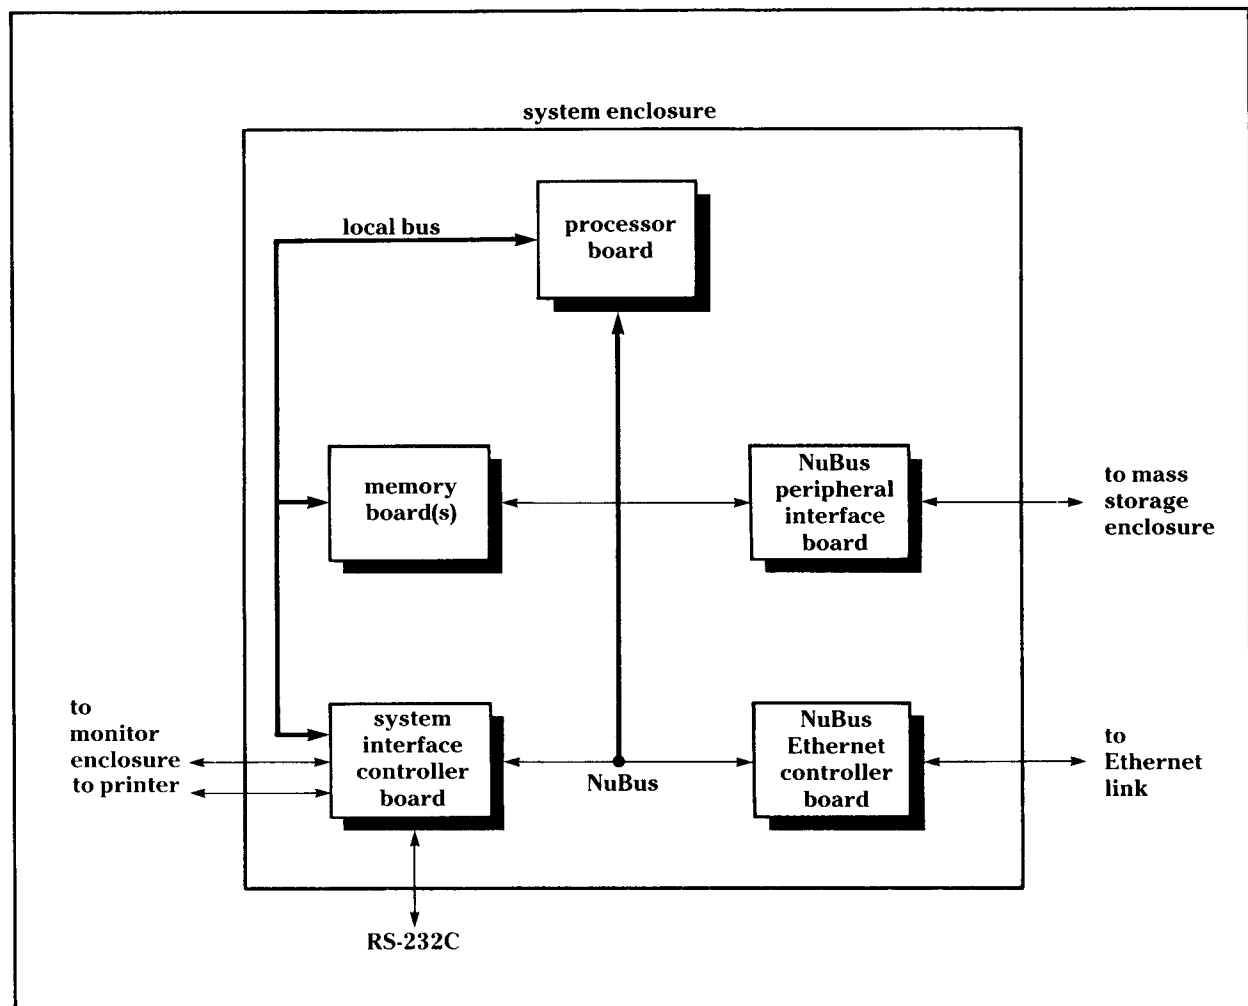 system enclosure
local bus
processor
board
memory
board(s)
NuBus
peripheral
interface
board
to mass
storage
enclosure
to
monitor
enclosure
to printer
system
interface
controller
board
NuBus
NuBus
Ethernet
controller
board
to
Ethernet
link
RS-232C